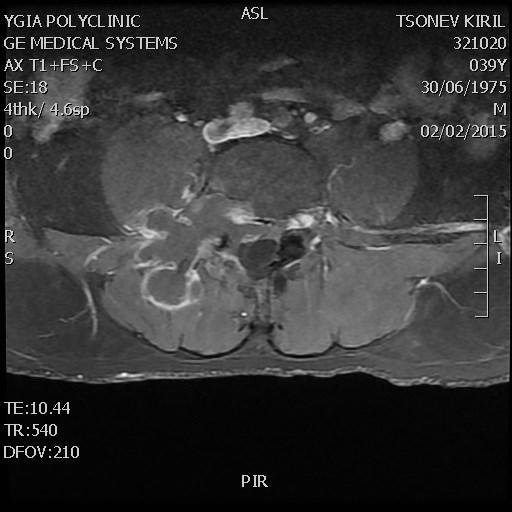 YGIA POLYCLINIC
GE MEDICAL SYSTEMS
AX T1+FS+C
SE:18
4thk/ 4.6sp
0
0
ASL
TSONEV KIRIL
321020
039Y
30/06/1975
M
02/02/2015
R
S
L
I
TE:10.44
TR:540
DFOV:210
PIR